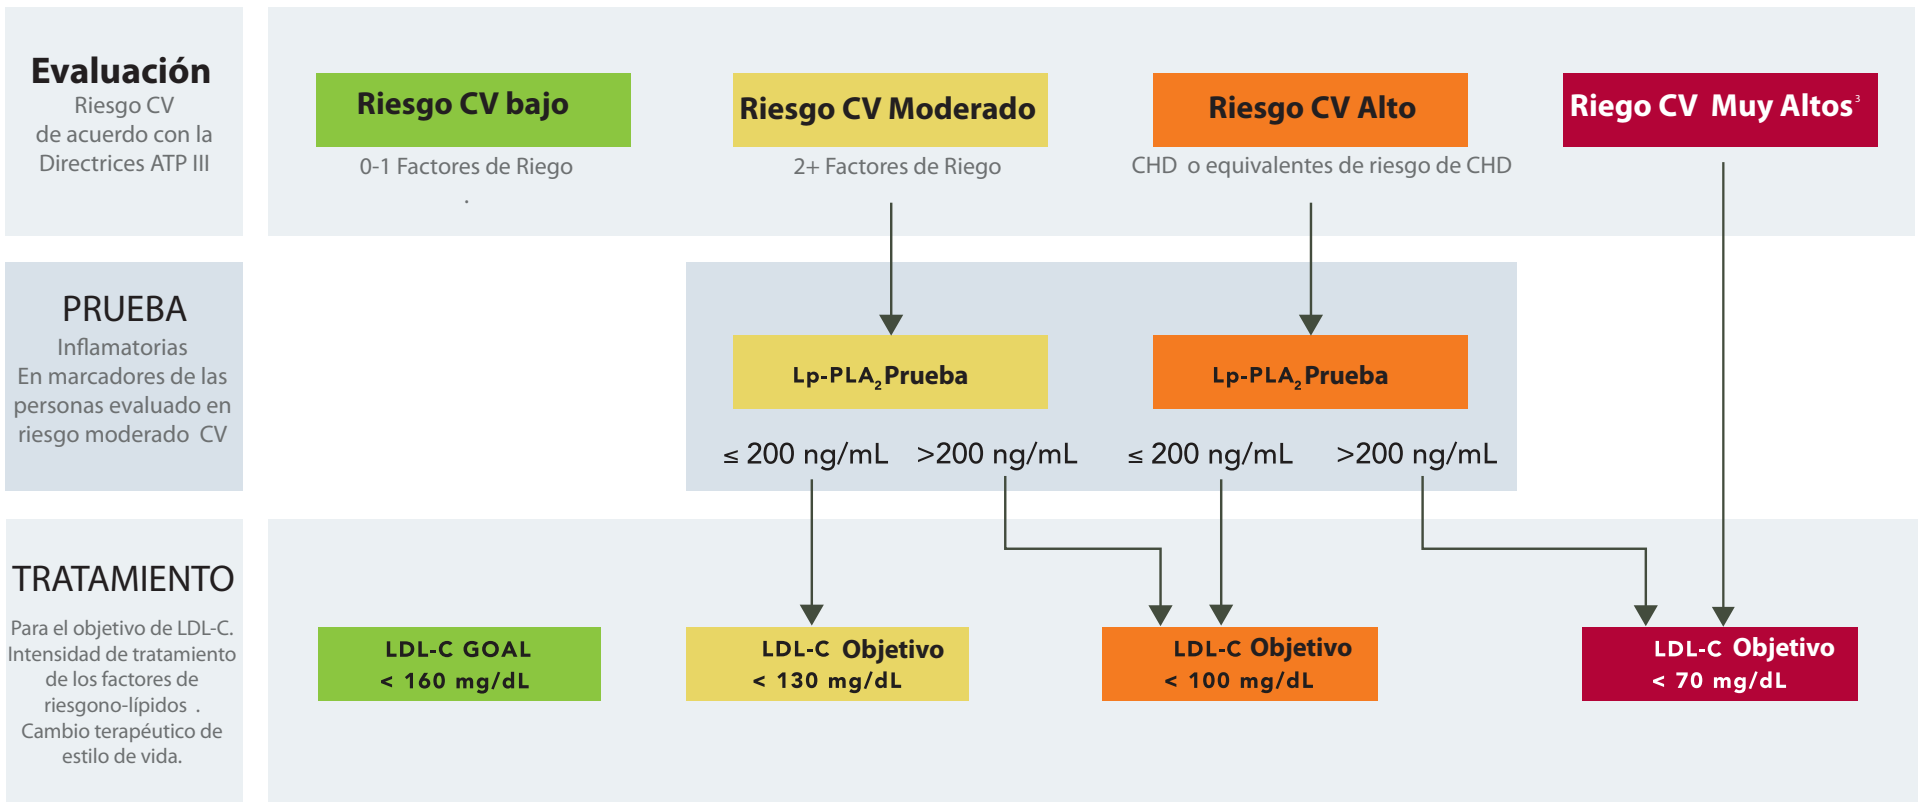 Evaluación
Riesgo CV
de acuerdo con la
Directrices ATP III
Riesgo CV bajo
0-1 Factores de Riego
.
Riesgo CV Moderado
2+ Factores de Riego
Riesgo CV Alto
CHD o equivalentes de riesgo de CHD
Riego CV Muy Altos³
PRUEBA
Inflamatorias
En marcadores de las
personas evaluado en
riesgo moderado CV
Lp-PLA₂ Prueba
Lp-PLA₂ Prueba
≤ 200 ng/mL
>200 ng/mL
≤ 200 ng/mL
>200 ng/mL
TRATAMIENTO
Para el objetivo de LDL-C.
Intensidad de tratamiento
de los factores de
riesgono-lípidos .
Cambio terapéutico de
estilo de vida.
LDL-C GOAL
< 160 mg/dL
LDL-C Objetivo
< 130 mg/dL
LDL-C Objetivo
< 100 mg/dL
LDL-C Objetivo
< 70 mg/dL